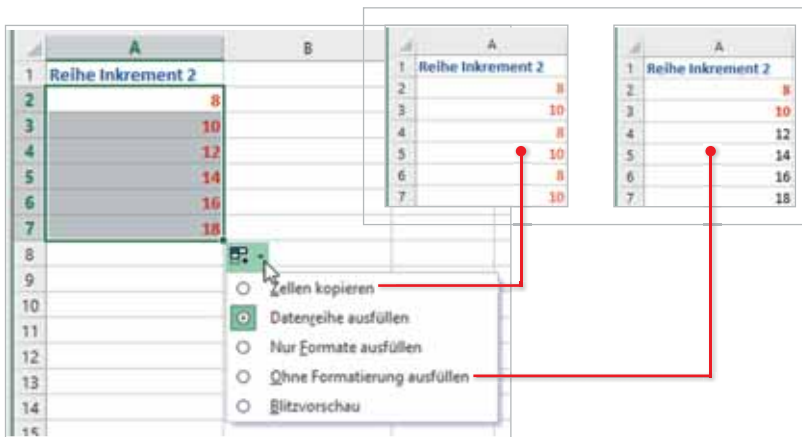 A B
1 Reihe Inkrement 2
2 8
3 10
4 12
5 14
6 16
7 18
8
9
10
11
12
13
14
15
Zellen kopieren
Datenreihe ausfüllen
Nur Formate ausfüllen
Ohne Formatierung ausfüllen
Blitzvorschau
A
1 Reihe Inkrement 2
2 8
3 10
4 8
5 10
6 8
7 10
A
1 Reihe Inkrement 2
2 8
3 10
4 12
5 14
6 16
7 18